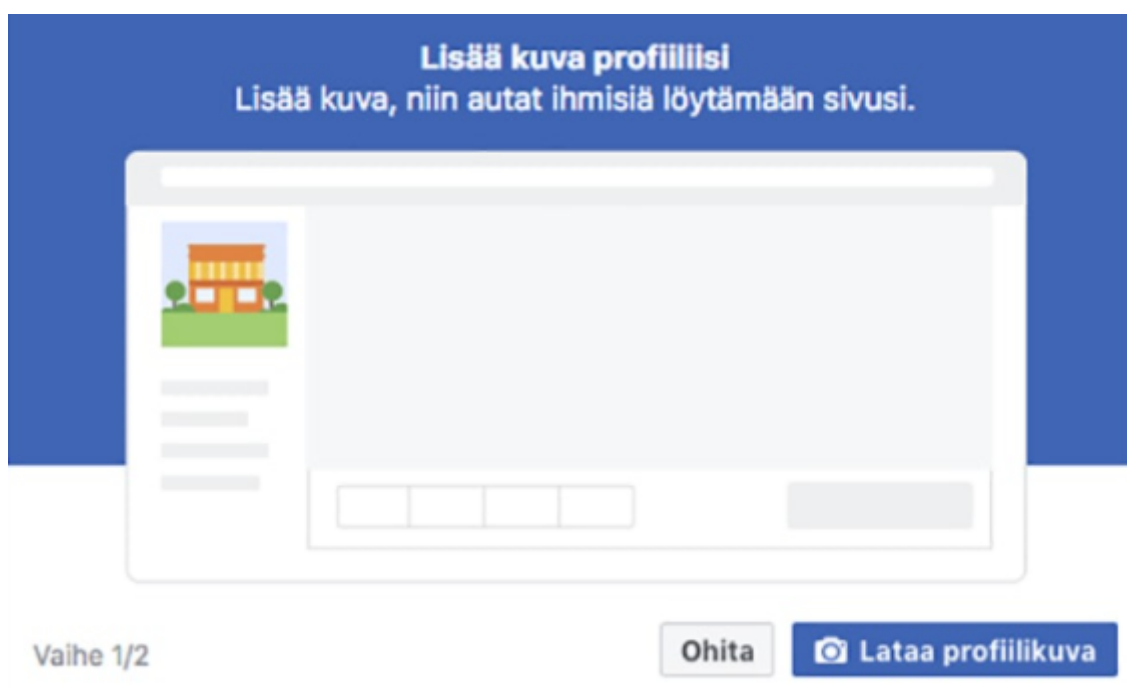 Lisää kuva profiiliisi
Lisää kuva, niin autat ihmisiä löytämään sivusi.
Vaihe 1/2
Ohita
Lataa profiilikuva